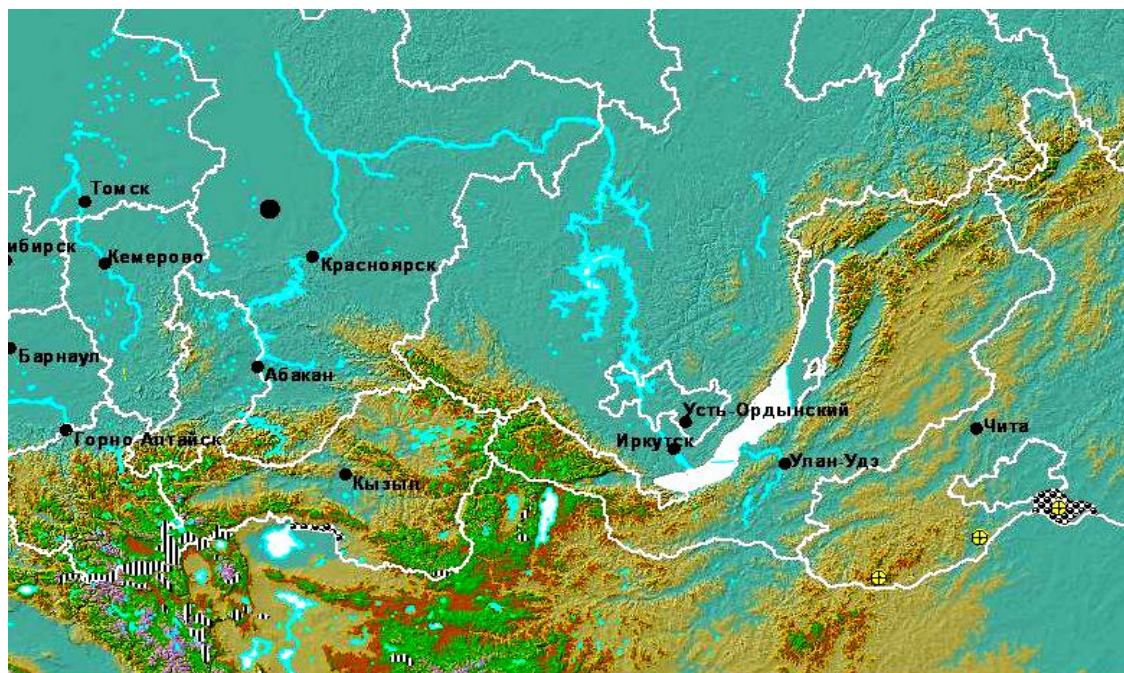 Томск
ибирск
Кемерово
Красноярск
Барнаул
Абакан
Усть-Ордынский
Горно-Алтайск
Иркутск
Чита
Улан-Удэ
Кызыл